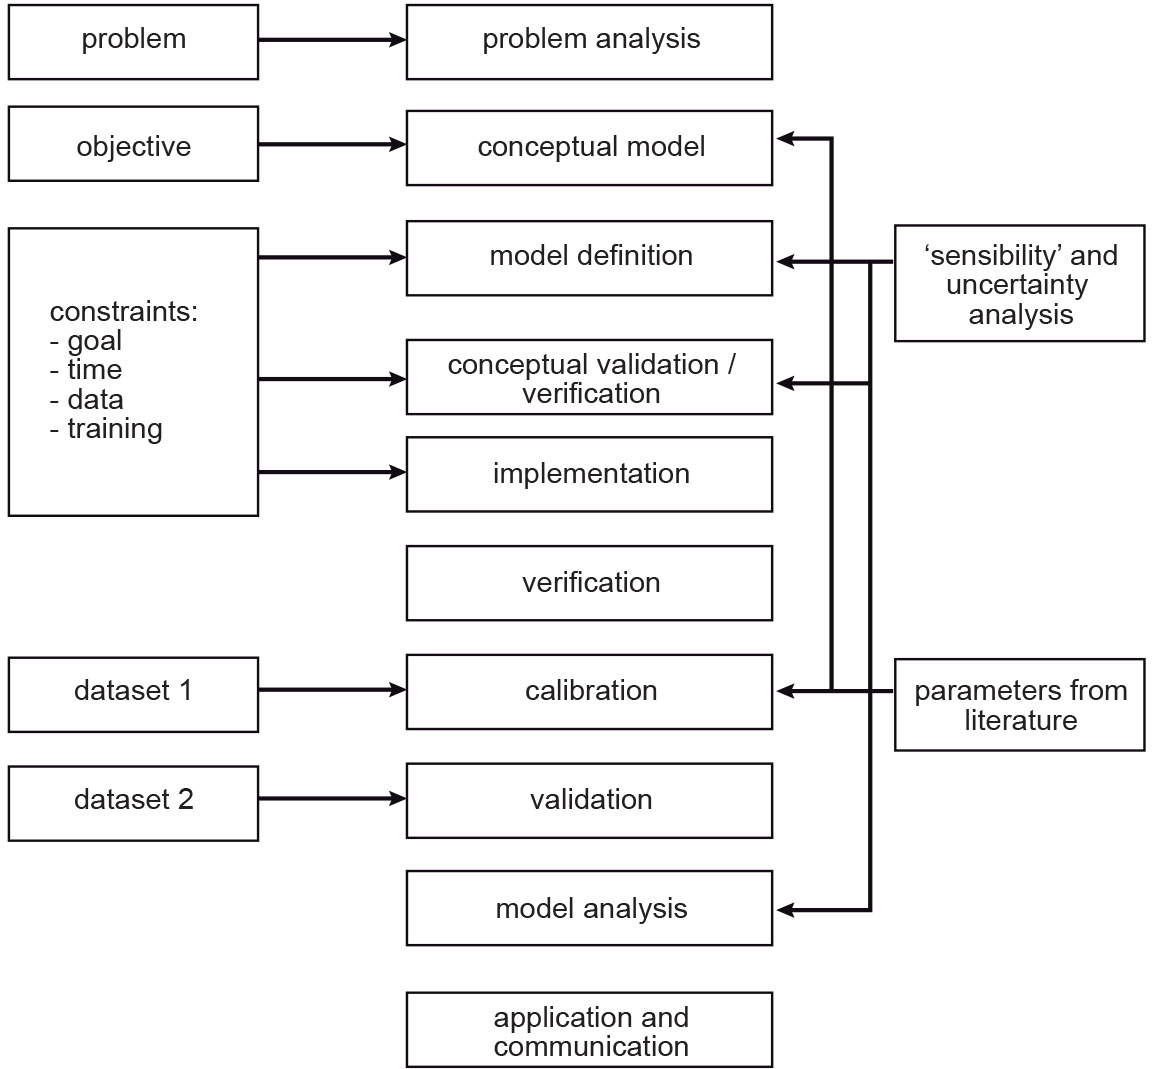 problem
problem analysis
objective
conceptual model
constraints:
- goal
- time
- data
- training
model definition
conceptual validation /
verification
implementation
‘sensibility’ and
uncertainty
analysis
verification
dataset 1
calibration
parameters from
literature
dataset 2
validation
model analysis
application and
communication